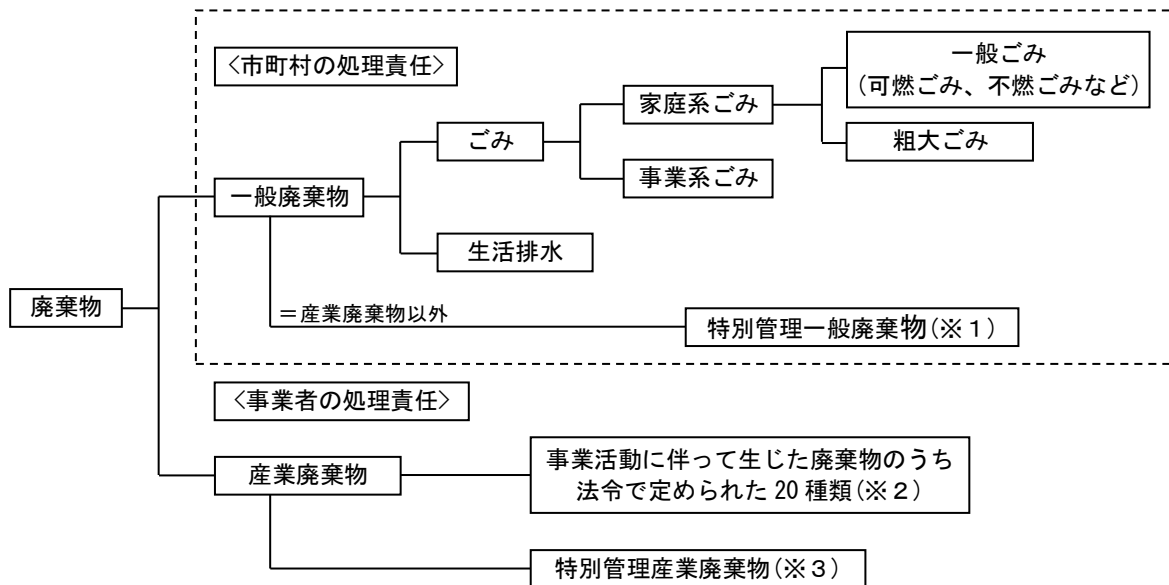 〈市町村の処理責任〉
一般ごみ
(可燃ごみ、不燃ごみなど)
家庭系ごみ
粗大ごみ
ごみ
事業系ごみ
一般廃棄物
生活排水
廃棄物
＝産業廃棄物以外
特別管理一般廃棄物(※１)
〈事業者の処理責任〉
産業廃棄物
事業活動に伴って生じた廃棄物のうち
法令で定められた 20 種類(※２)
特別管理産業廃棄物(※３)